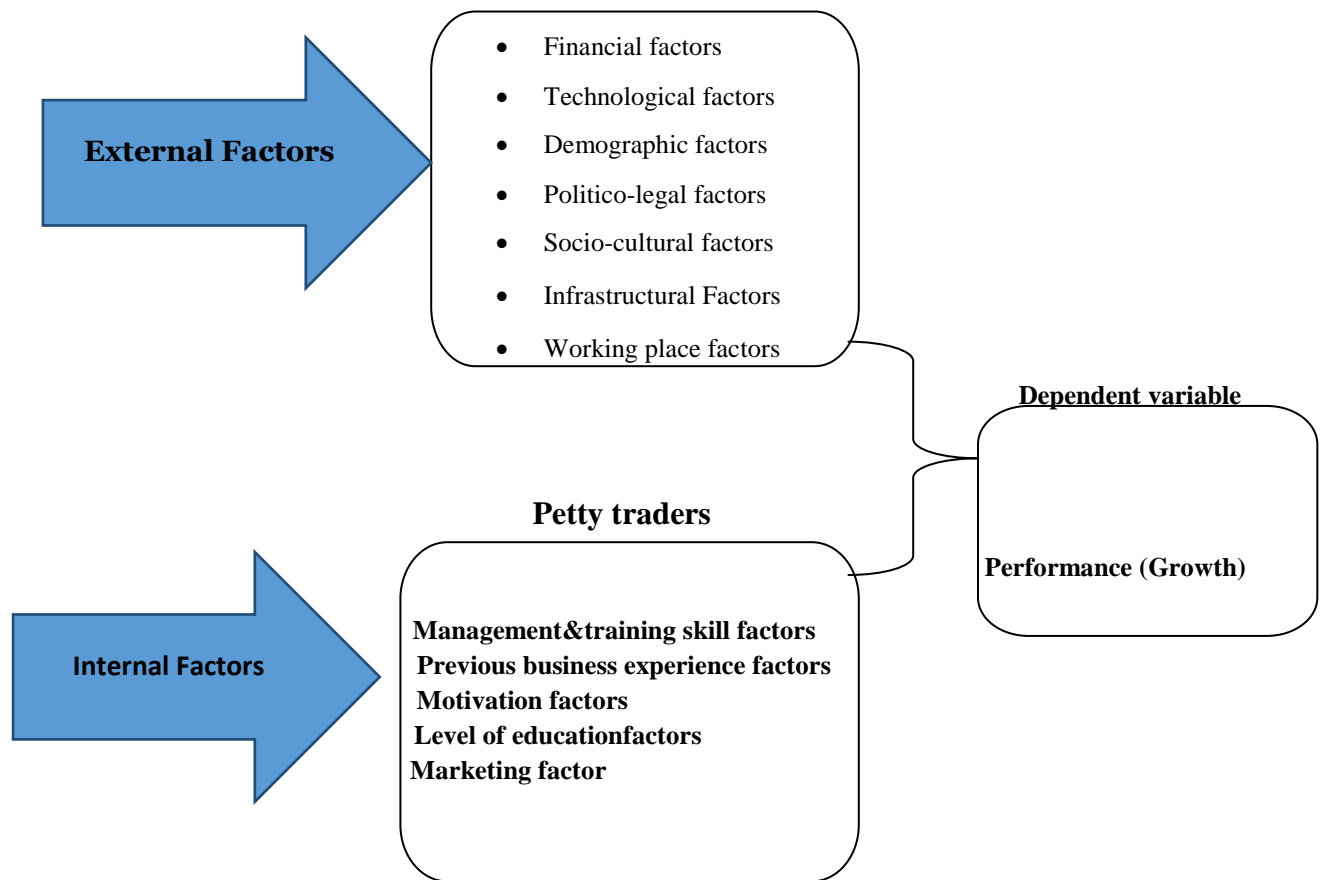 External Factors
• Financial factors
• Technological factors
• Demographic factors
• Politico-legal factors
• Socio-cultural factors
• Infrastructural Factors
• Working place factors
Dependent variable
Performance (Growth)
Petty traders
Internal Factors
Management&training skill factors
Previous business experience factors
Motivation factors
Level of educationfactors
Marketing factor